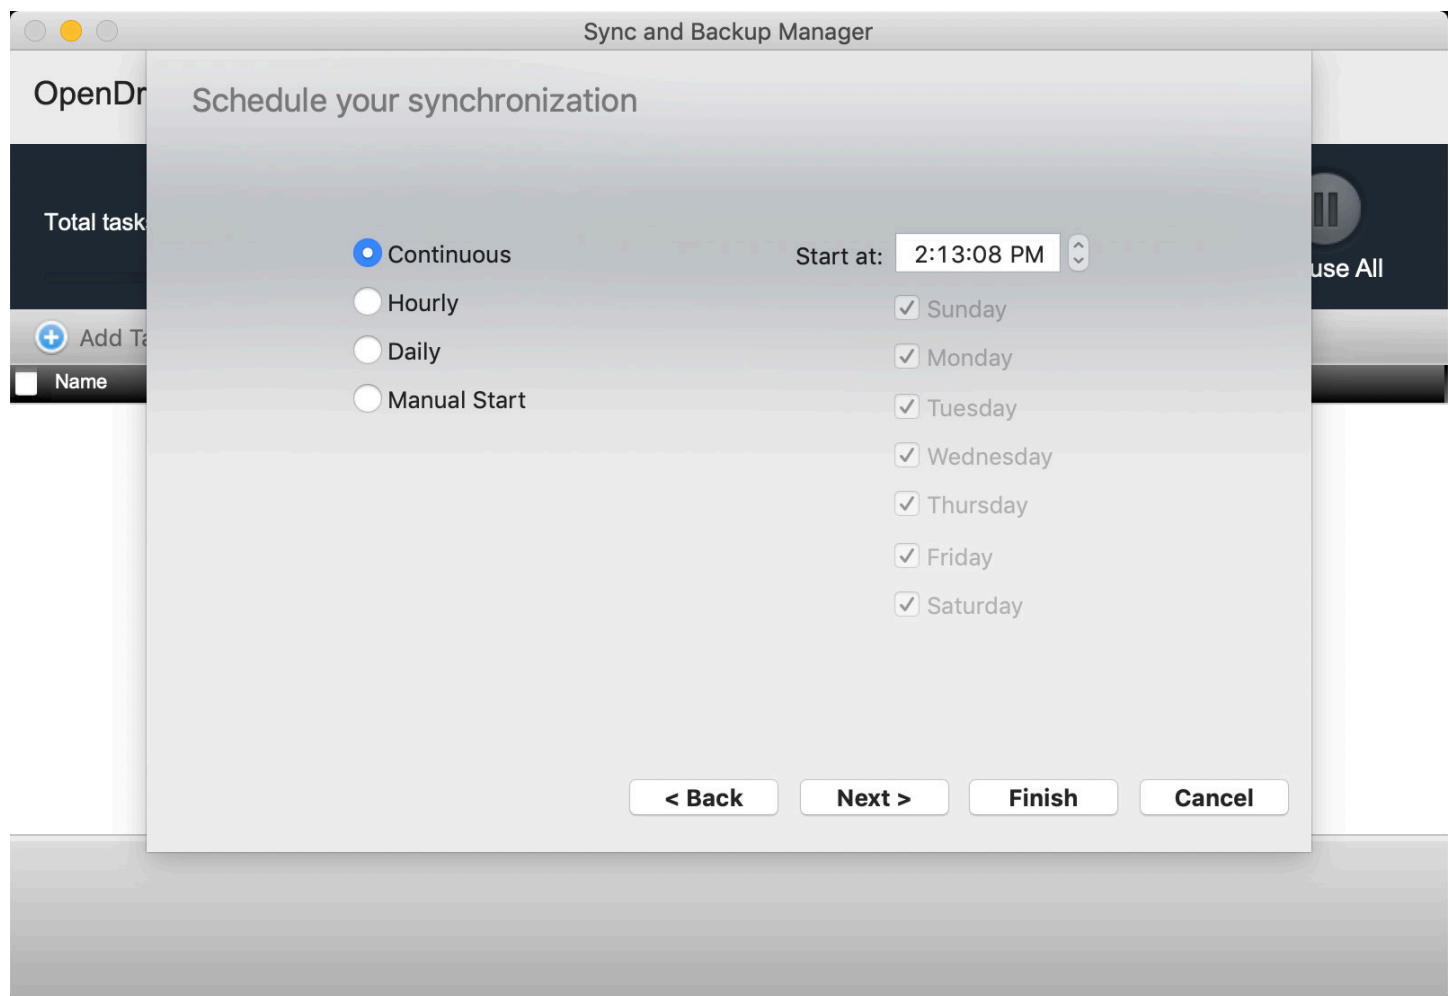 Sync and Backup Manager
OpenDr
Schedule your synchronization
Total task
Continuous
Hourly
Daily
Manual Start
Start at: 2:13:08 PM
Sunday
Monday
Tuesday
Wednesday
Thursday
Friday
Saturday
use All
Add Ta
Name
< Back Next > Finish Cancel